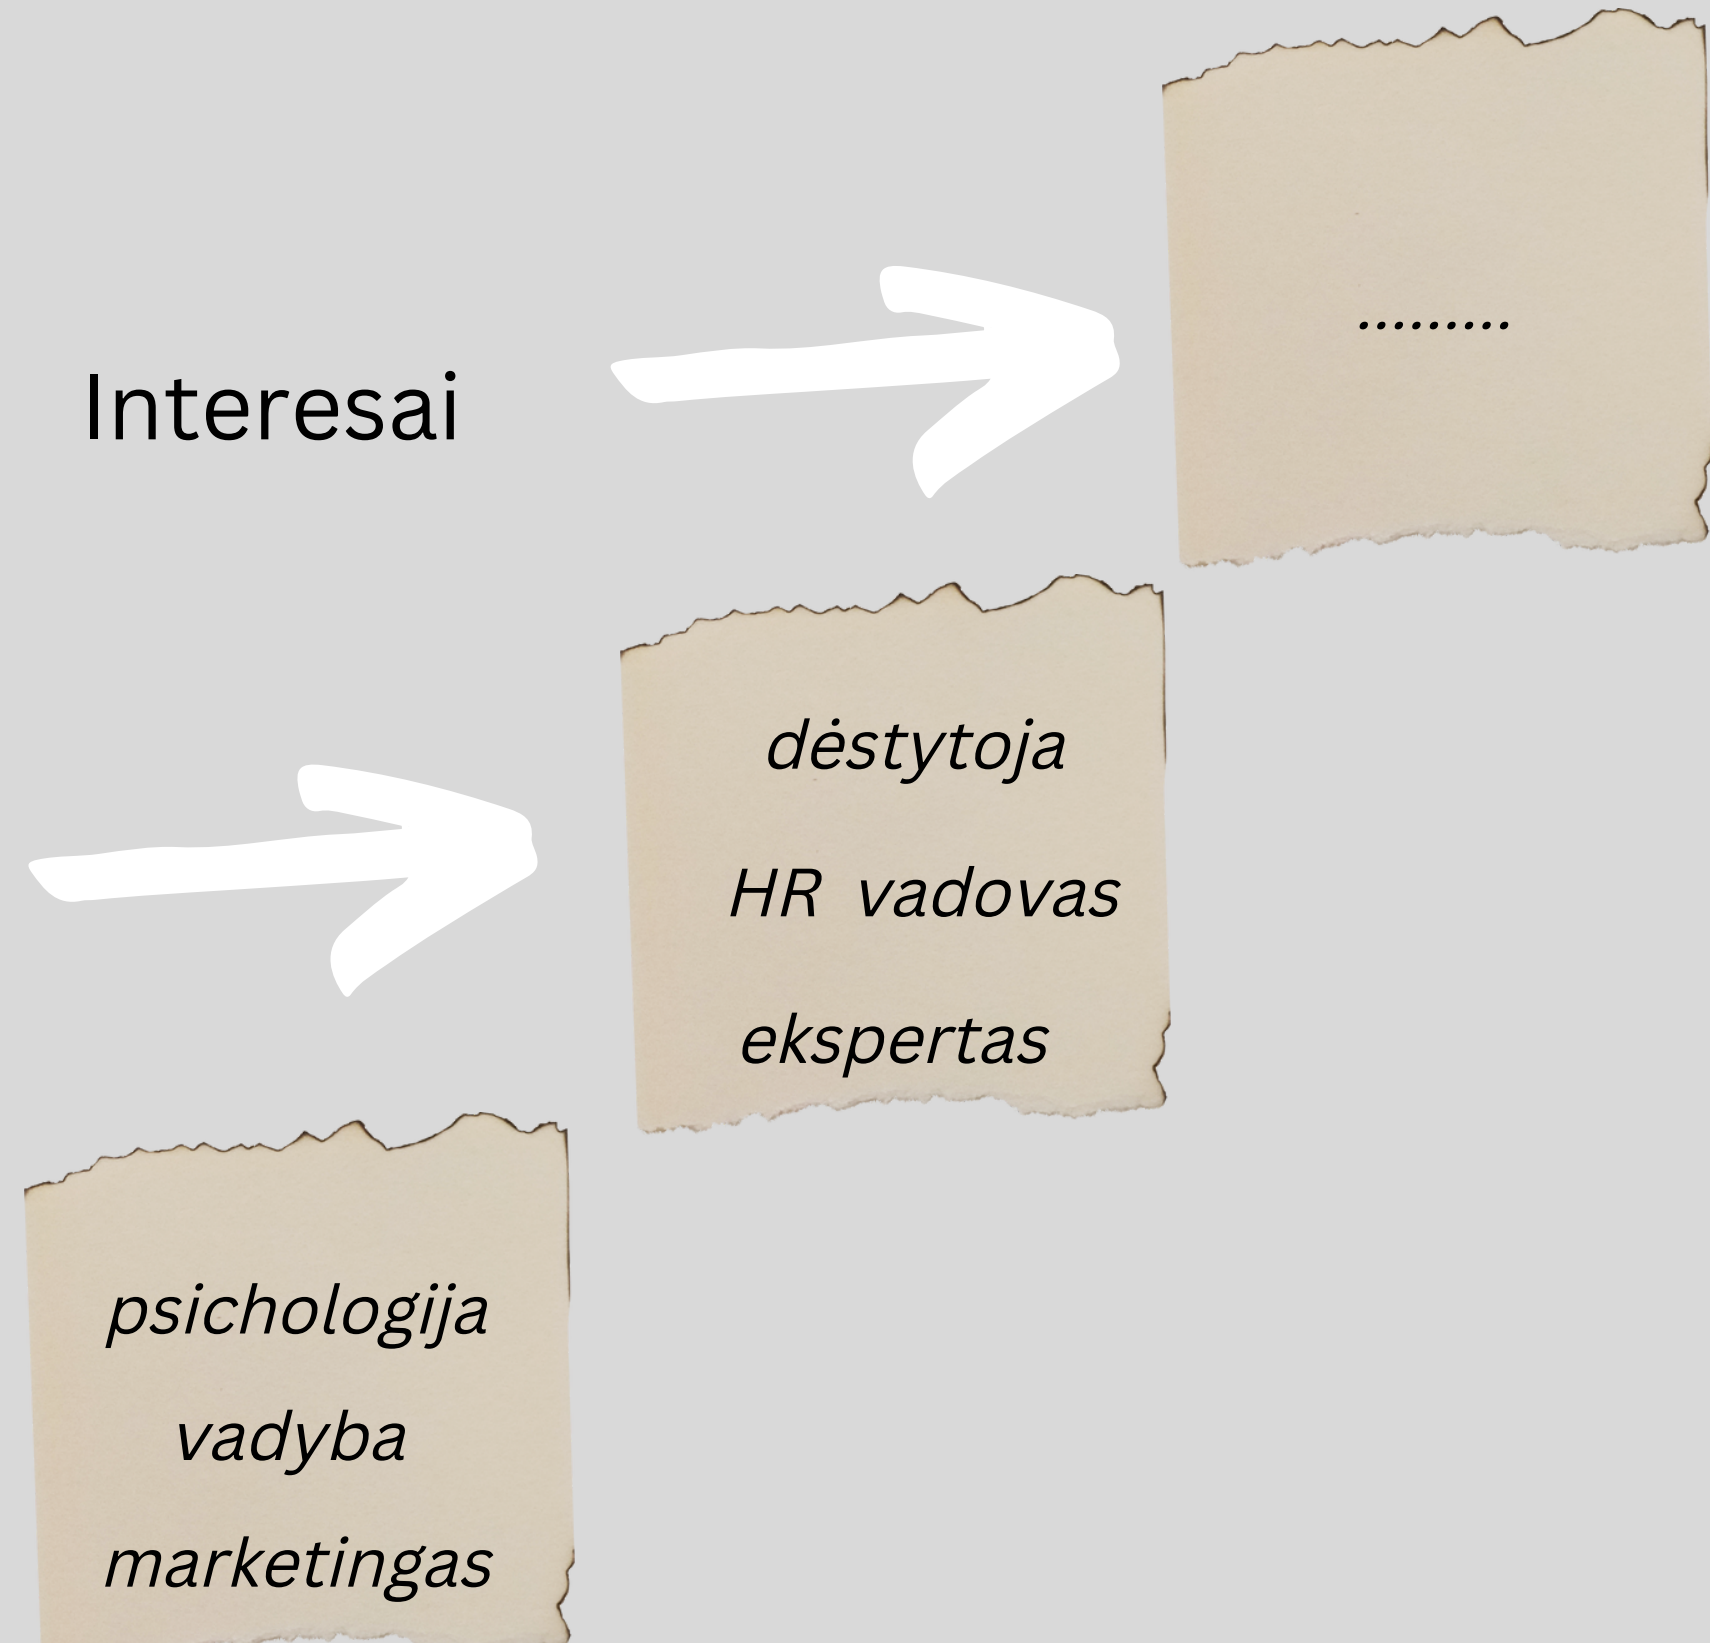 .........
Interesai
dėstytoja
HR vadovas
ekspertas
psichologija
vadyba
marketingas